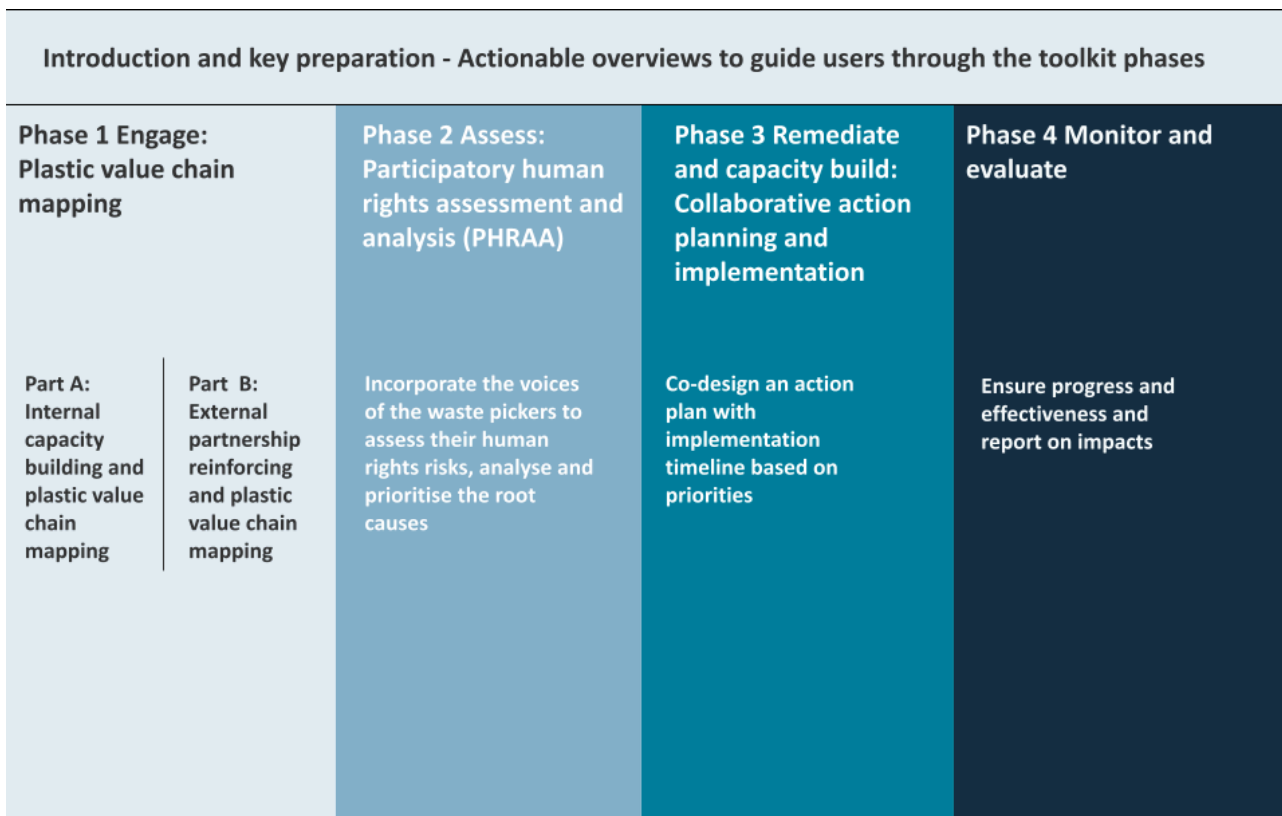 Introduction and key preparation - Actionable overviews to guide users through the toolkit phases
Phase 1 Engage:
Plastic value chain
mapping
Part A:
Internal
capacity
building and
plastic value
chain
mapping
Part B:
External
partnership
reinforcing
and plastic
value chain
mapping
Phase 2 Assess:
Participatory human
rights assessment and
analysis (PHRAA)
Incorporate the voices
of the waste pickers to
assess their human
rights risks, analyse and
prioritise the root
causes
Phase 3 Remediate
and capacity build:
Collaborative action
planning and
implementation
Co-design an action
plan with
implementation
timeline based on
priorities
Phase 4 Monitor and
evaluate
Ensure progress and
effectiveness and
report on impacts